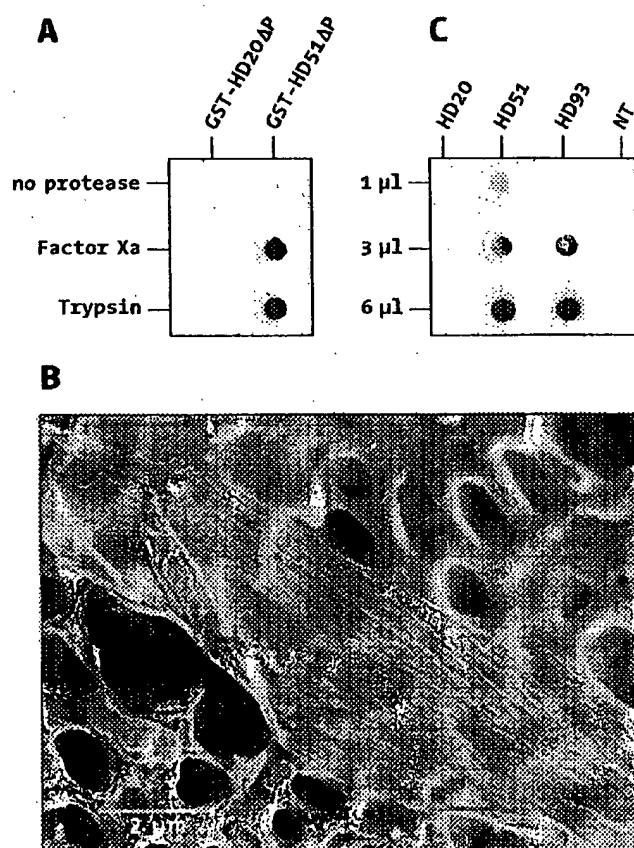 A
GST-HD20ΔP
GST-HD51ΔP
no protease
Factor Xa
Trypsin
C
HD20
HD51
HD93
NT
1 µl
3 µl
6 µl
B